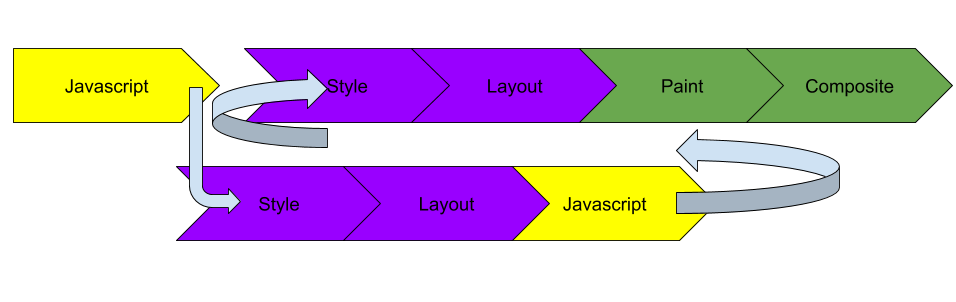 Javascript
Style
Layout
Paint
Composite
Style
Layout
Javascript